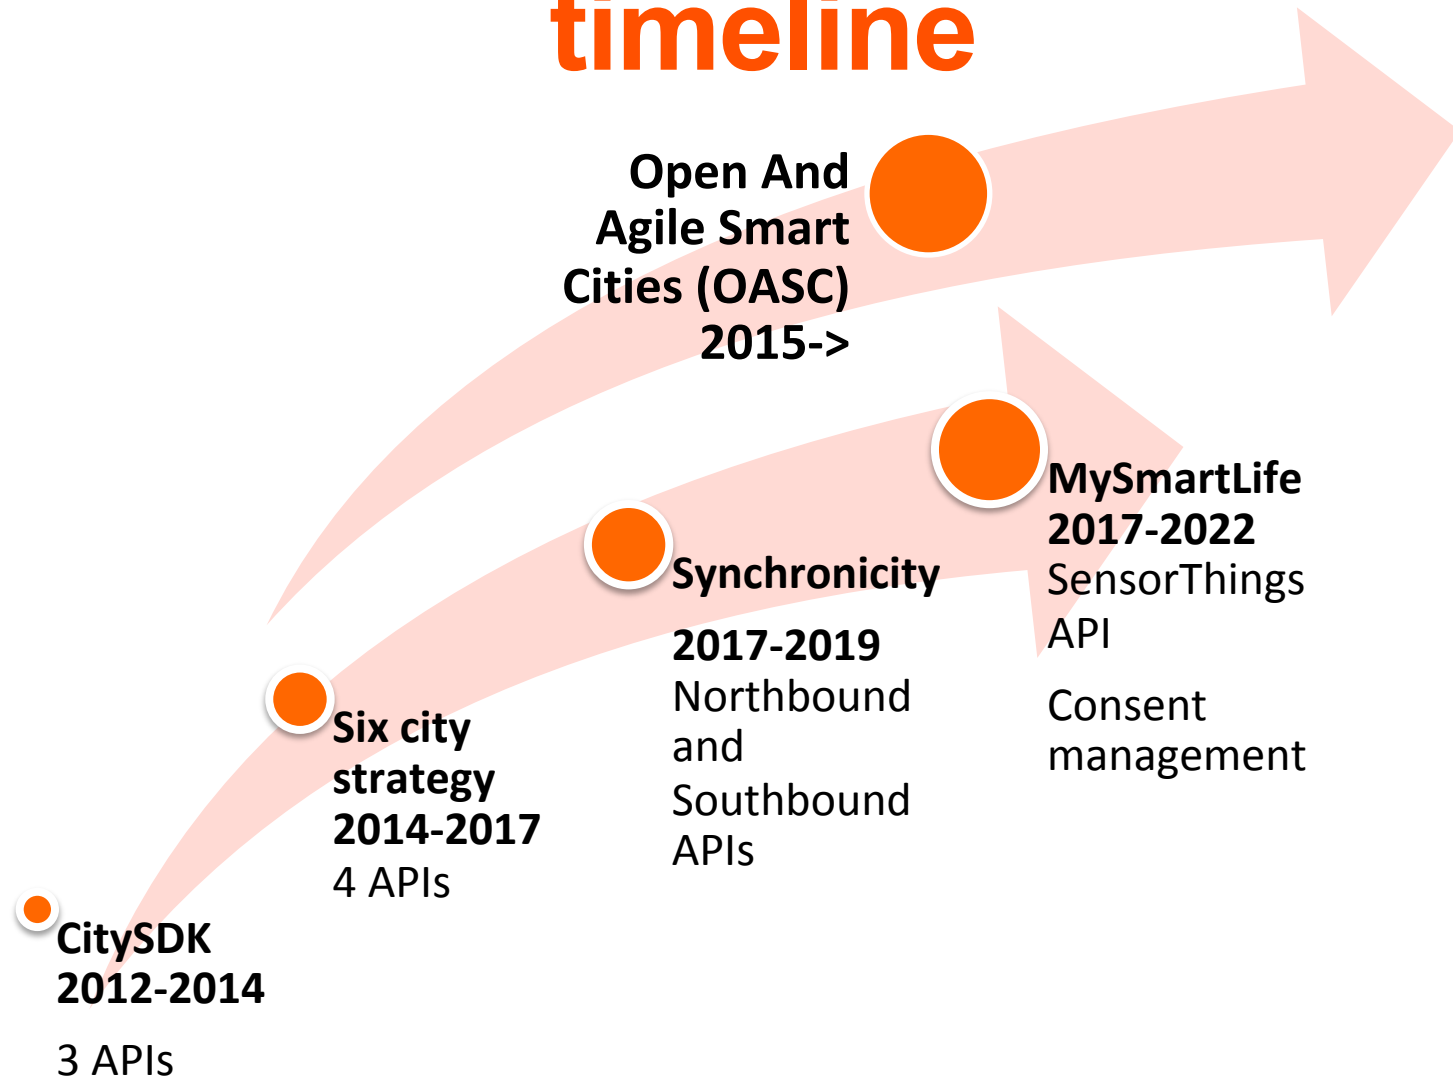 timeline
Open And
Agile Smart
Cities (OASC)
2015->
MySmartLife
2017-2022
SensorThings
API
Consent
management
Synchronicity
2017-2019
Northbound
and
Southbound
APIs
Six city
strategy
2014-2017
4 APIs
CitySDK
2012-2014
3 APIs